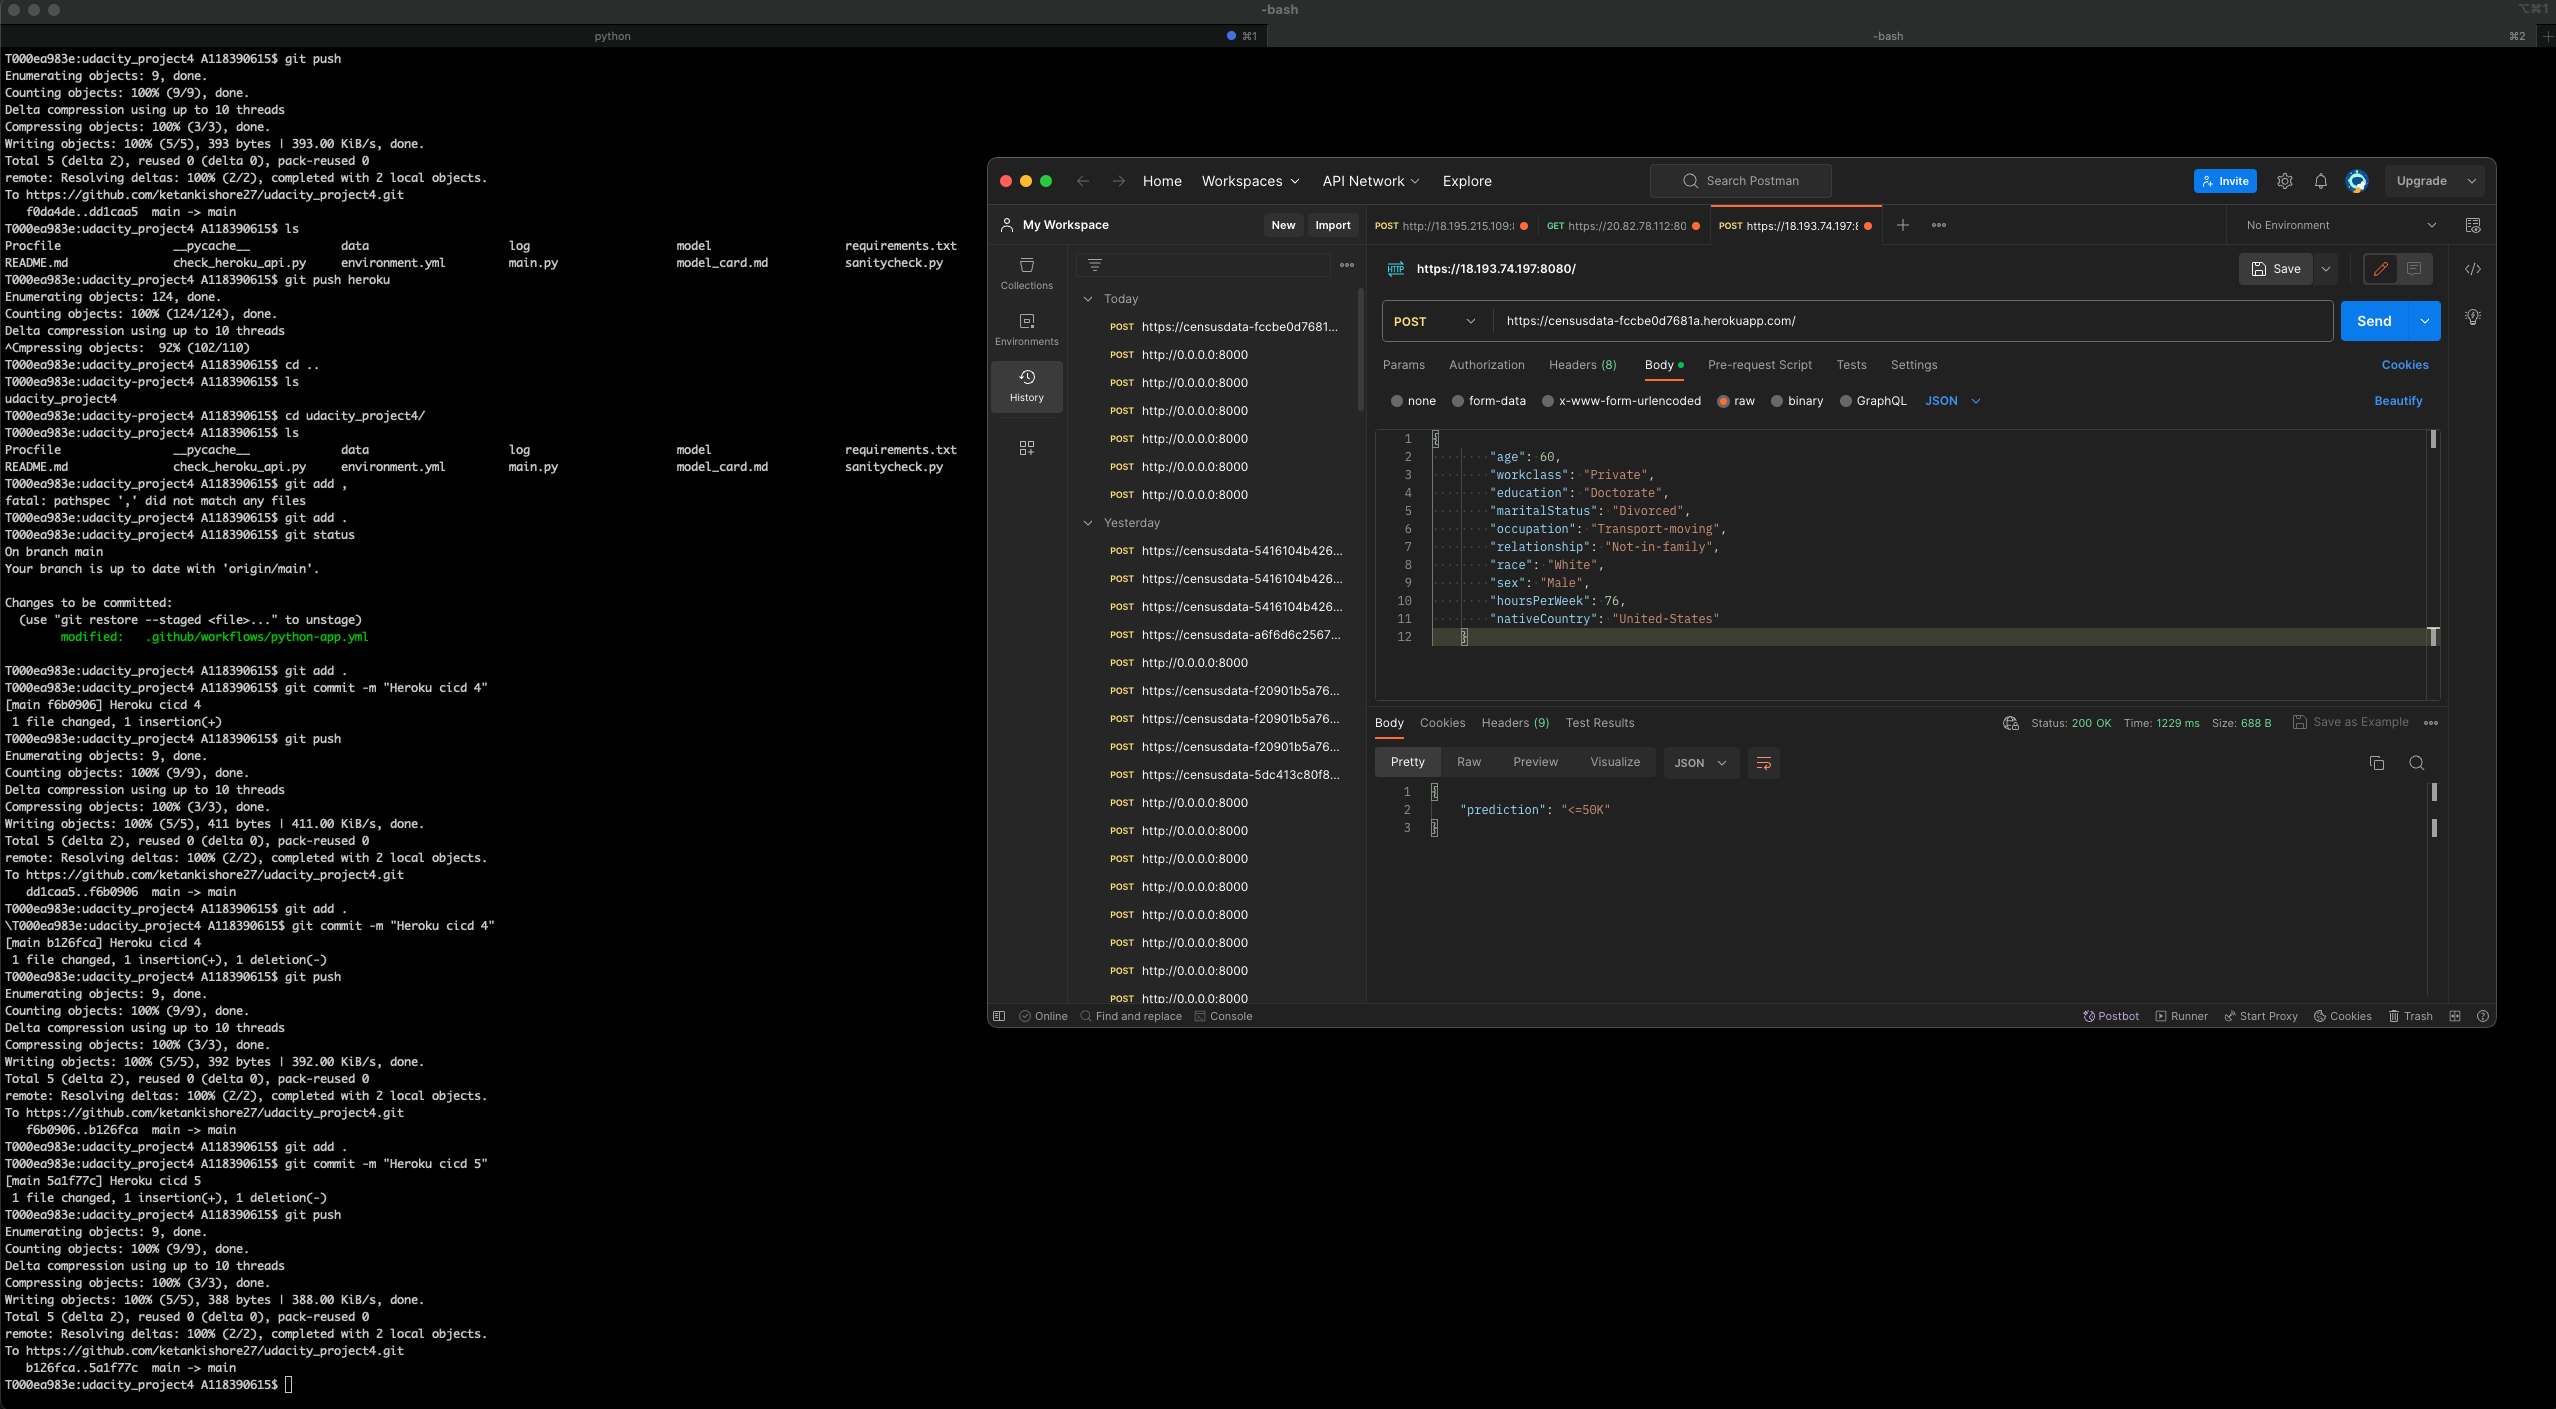 -bash
⌥⌘1
python
⌘1
-bash
⌘2
T000ea983e:udacity_project4 A118390615$ git push
Enumerating objects: 9, done.
Counting objects: 100% (9/9), done.
Delta compression using up to 10 threads
Compressing objects: 100% (3/3), done.
Writing objects: 100% (5/5), 393 bytes | 393.00 KiB/s, done.
Total 5 (delta 2), reused 0 (delta 0), pack-reused 0
remote: Resolving deltas: 100% (2/2), completed with 2 local objects.
To https://github.com/ketankishore27/udacity_project4.git
f0da4de..dd1caa5 main -> main
T000ea983e:udacity_project4 A118390615$ ls
Procfile __pycache__ data log model requirements.txt
README.md check_heroku_api.py environment.yml main.py model_card.md sanitycheck.py
T000ea983e:udacity_project4 A118390615$ git push heroku
Enumerating objects: 124, done.
Counting objects: 100% (124/124), done.
Delta compression using up to 10 threads
^Cmpressing objects: 92% (102/110)
T000ea983e:udacity_project4 A118390615$ cd ..
T000ea983e:udacity-project4 A118390615$ ls
udacity_project4
T000ea983e:udacity-project4 A118390615$ cd udacity_project4/
T000ea983e:udacity_project4 A118390615$ ls
Procfile __pycache__ data log model requirements.txt
README.md check_heroku_api.py environment.yml main.py model_card.md sanitycheck.py
T000ea983e:udacity_project4 A118390615$ git add ,
fatal: pathspec ',' did not match any files
T000ea983e:udacity_project4 A118390615$ git add .
T000ea983e:udacity_project4 A118390615$ git status
On branch main
Your branch is up to date with 'origin/main'.
Changes to be committed:
(use "git restore --staged <file>..." to unstage)
modified: .github/workflows/python-app.yml
T000ea983e:udacity_project4 A118390615$ git add .
T000ea983e:udacity_project4 A118390615$ git commit -m "Heroku cicd 4"
[main f6b0906] Heroku cicd 4
1 file changed, 1 insertion(+)
T000ea983e:udacity_project4 A118390615$ git push
Enumerating objects: 9, done.
Counting objects: 100% (9/9), done.
Delta compression using up to 10 threads
Compressing objects: 100% (3/3), done.
Writing objects: 100% (5/5), 411 bytes | 411.00 KiB/s, done.
Total 5 (delta 2), reused 0 (delta 0), pack-reused 0
remote: Resolving deltas: 100% (2/2), completed with 2 local objects.
To https://github.com/ketankishore27/udacity_project4.git
dd1caa5..f6b0906 main -> main
T000ea983e:udacity_project4 A118390615$ git add .
\T000ea983e:udacity_project4 A118390615$ git commit -m "Heroku cicd 4"
[main b126fca] Heroku cicd 4
1 file changed, 1 insertion(+), 1 deletion(-)
T000ea983e:udacity_project4 A118390615$ git push
Enumerating objects: 9, done.
Counting objects: 100% (9/9), done.
Delta compression using up to 10 threads
Compressing objects: 100% (3/3), done.
Writing objects: 100% (5/5), 392 bytes | 392.00 KiB/s, done.
Total 5 (delta 2), reused 0 (delta 0), pack-reused 0
remote: Resolving deltas: 100% (2/2), completed with 2 local objects.
To https://github.com/ketankishore27/udacity_project4.git
f6b0906..b126fca main -> main
T000ea983e:udacity_project4 A118390615$ git add .
T000ea983e:udacity_project4 A118390615$ git commit -m "Heroku cicd 5"
[main 5a1f77c] Heroku cicd 5
1 file changed, 1 insertion(+), 1 deletion(-)
T000ea983e:udacity_project4 A118390615$ git push
Enumerating objects: 9, done.
Counting objects: 100% (9/9), done.
Delta compression using up to 10 threads
Compressing objects: 100% (3/3), done.
Writing objects: 100% (5/5), 388 bytes | 388.00 KiB/s, done.
Total 5 (delta 2), reused 0 (delta 0), pack-reused 0
remote: Resolving deltas: 100% (2/2), completed with 2 local objects.
To https://github.com/ketankishore27/udacity_project4.git
b126fca..5a1f77c main -> main
T000ea983e:udacity_project4 A118390615$
Home Workspaces API Network Explore
Search Postman
Invite
Upgrade
My Workspace New Import
POST http://18.195.215.109:
GET https://20.82.78.112:80
POST https://18.193.74.197:8
No Environment
Collections
Environments
History
Today
POST https://censusdata-fccbe0d7681...
POST http://0.0.0.0:8000
POST http://0.0.0.0:8000
POST http://0.0.0.0:8000
POST http://0.0.0.0:8000
POST http://0.0.0.0:8000
POST http://0.0.0.0:8000
Yesterday
POST https://censusdata-5416104b426...
POST https://censusdata-5416104b426...
POST https://censusdata-5416104b426...
POST https://censusdata-a6f6d6c2567...
POST http://0.0.0.0:8000
POST https://censusdata-f20901b5a76...
POST https://censusdata-f20901b5a76...
POST https://censusdata-f20901b5a76...
POST https://censusdata-5dc413c80f8...
POST http://0.0.0.0:8000
POST http://0.0.0.0:8000
POST http://0.0.0.0:8000
POST http://0.0.0.0:8000
POST http://0.0.0.0:8000
POST http://0.0.0.0:8000
POST http://0.0.0.0:8000
POST http://0.0.0.0:8000
HTTP https://18.193.74.197:8080/
Save
POST https://censusdata-fccbe0d7681a.herokuapp.com/
Send
Params Authorization Headers (8) Body Pre-request Script Tests Settings Cookies
none form-data x-www-form-urlencoded raw binary GraphQL JSON Beautify
1 {
2 "age": 60,
3 "workclass": "Private",
4 "education": "Doctorate",
5 "maritalStatus": "Divorced",
6 "occupation": "Transport-moving",
7 "relationship": "Not-in-family",
8 "race": "White",
9 "sex": "Male",
10 "hoursPerWeek": 76,
11 "nativeCountry": "United-States"
12 }
Body Cookies Headers (9) Test Results
Status: 200 OK Time: 1229 ms Size: 688 B Save as Example
Pretty Raw Preview Visualize JSON
1 {
2 "prediction": "<=50K"
3 }
Online Find and replace Console
Postbot Runner Start Proxy Cookies Trash